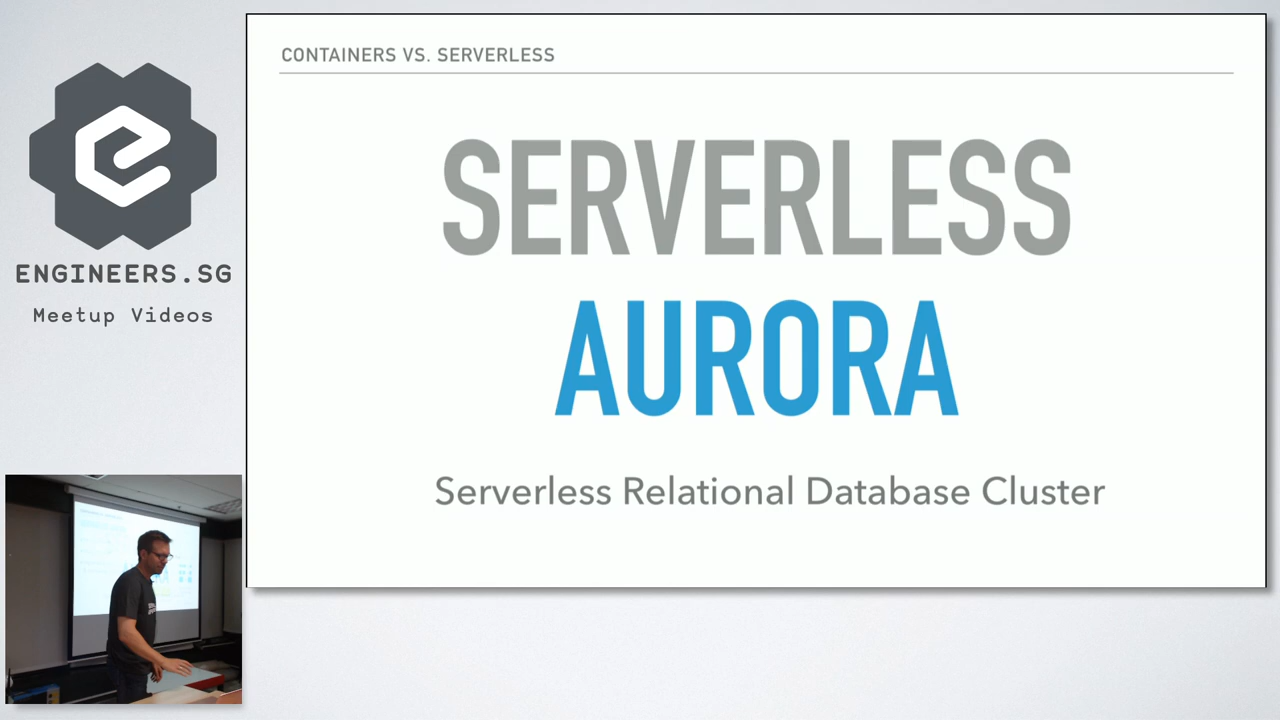 CONTAINERS VS. SERVERLESS
SERVERLESS
AURORA
Serverless Relational Database Cluster
ENGINEERS.SG
Meetup Videos